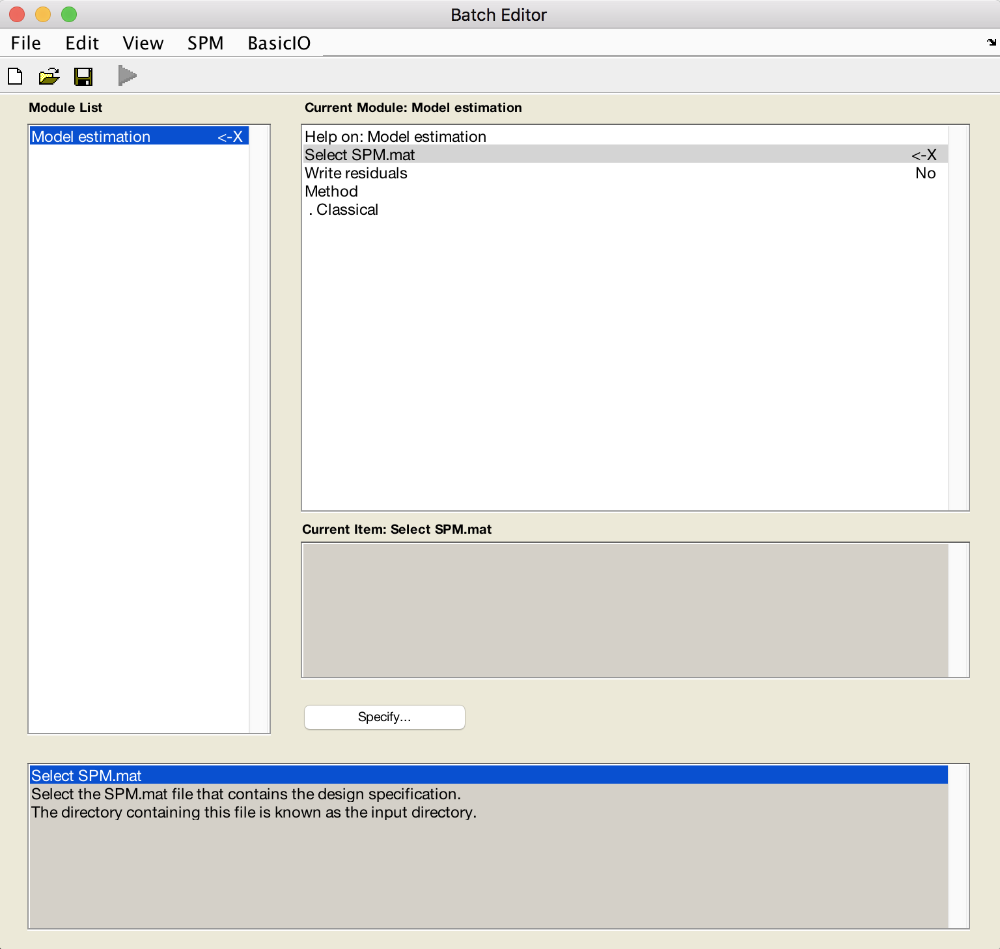 Batch Editor
File Edit View SPM BasicIO
Module List
Model estimation <-X
Current Module: Model estimation
Help on: Model estimation
Select SPM.mat <-X
Write residuals No
Method
. Classical
Current Item: Select SPM.mat
Specify...
Select SPM.mat
Select the SPM.mat file that contains the design specification.
The directory containing this file is known as the input directory.